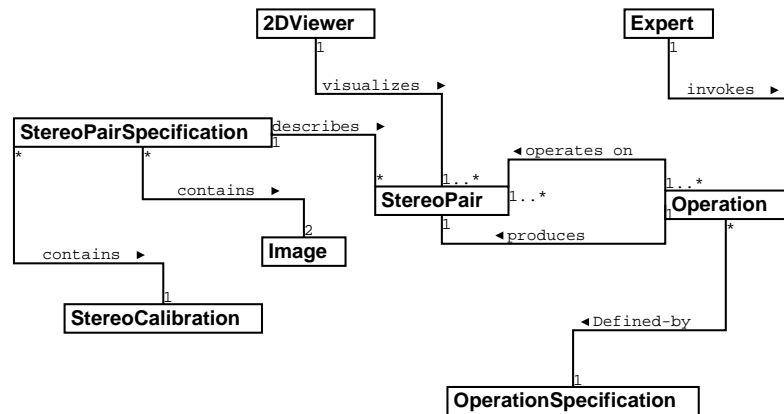 2DViewer
Expert
1
1
visualizes ►
invokes ►
StereoPairSpecification
describes ►
1
*
*
◄operates on
*
1..*
1..*
1..*
contains ►
StereoPair
Operation
1
1
*
2
◄produces
contains ►
Image
1
StereoCalibration
◄Defined-by
1
OperationSpecification